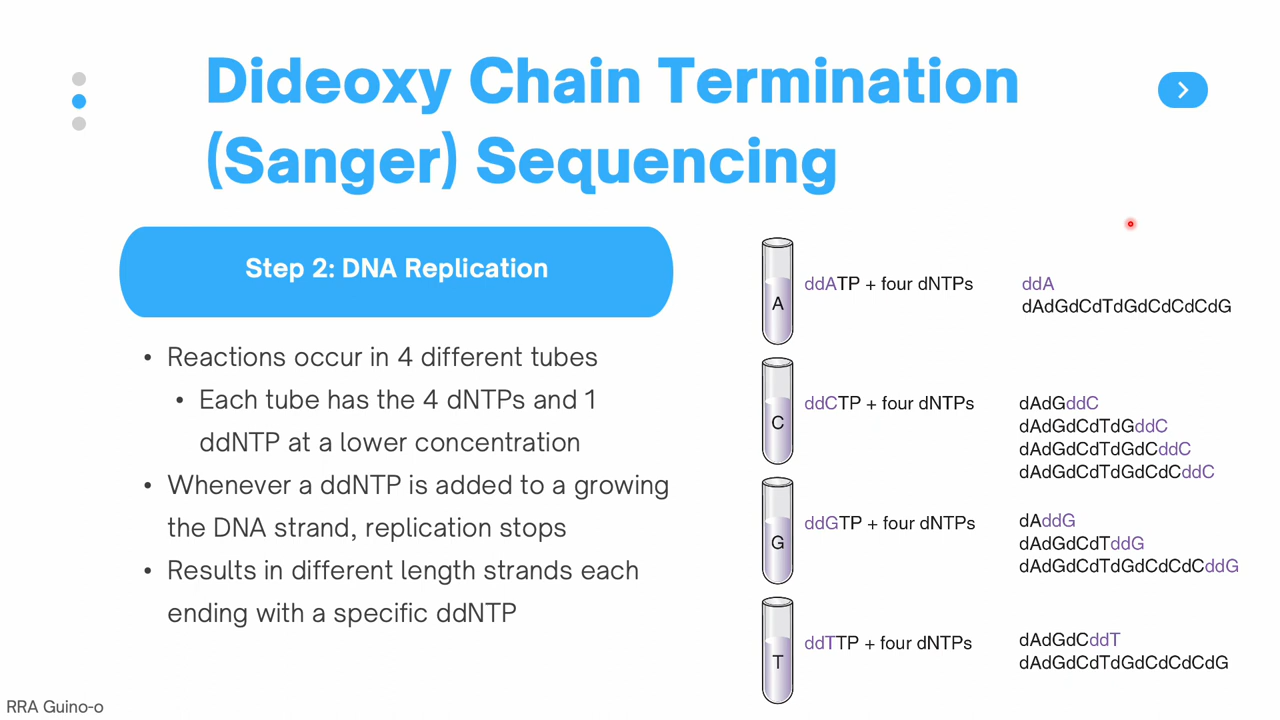 Dideoxy Chain Termination
(Sanger) Sequencing
Step 2: DNA Replication
• Reactions occur in 4 different tubes
• Each tube has the 4 dNTPs and 1
ddNTP at a lower concentration
• Whenever a ddNTP is added to a growing
the DNA strand, replication stops
• Results in different length strands each
ending with a specific ddNTP
A
ddATP + four dNTPs
ddA
dAdGdCdTdGdCdCdCdG
C
ddCTP + four dNTPs
dAdGddC
dAdGdCdTdGddC
dAdGdCdTdGdCddC
dAdGdCdTdGdCdCddC
G
ddGTP + four dNTPs
dAddG
dAdGdCdTddG
dAdGdCdTdGdCdCdCddG
T
ddTTP + four dNTPs
dAdGdCddT
dAdGdCdTdGdCdCdCdG
RRA Guino-o